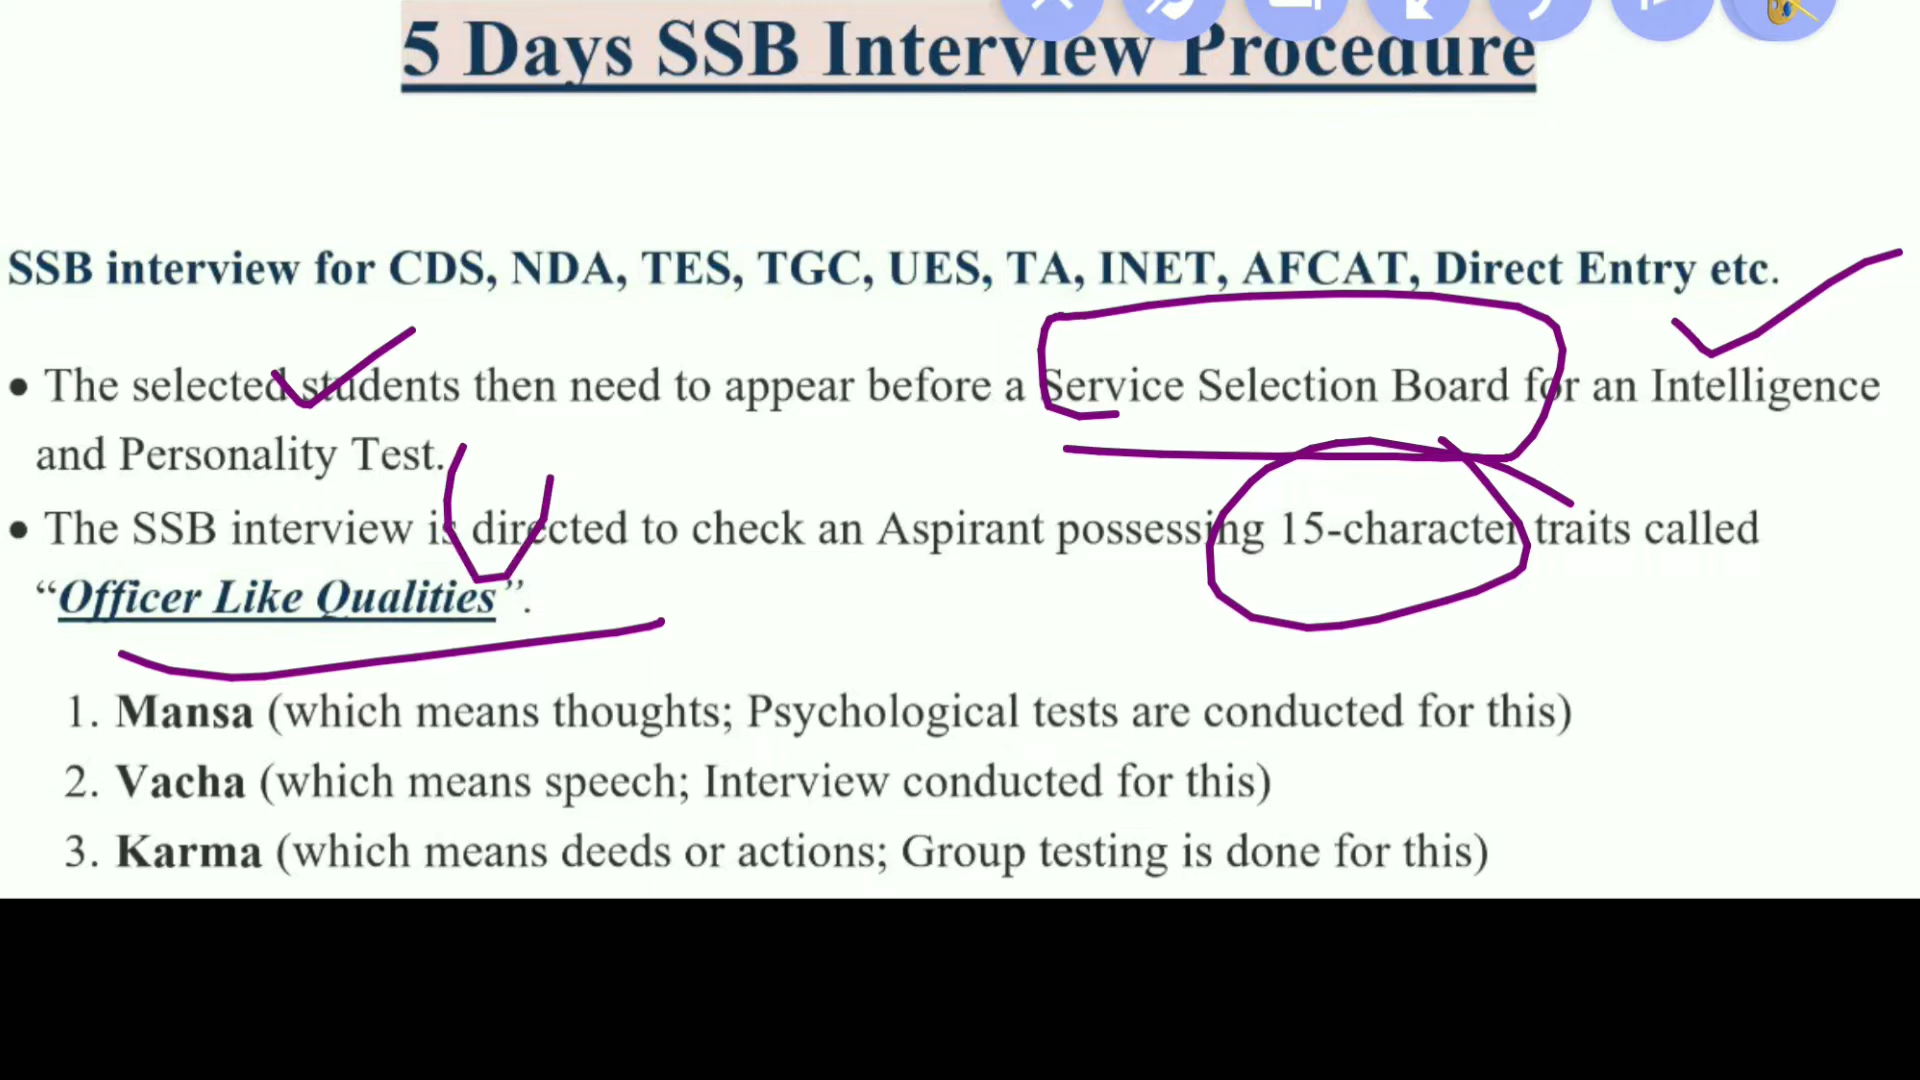 5 Days SSB Interview Procedure
SSB interview for CDS, NDA, TES, TGC, UES, TA, INET, AFCAT, Direct Entry etc.
• The selected students then need to appear before a Service Selection Board for an Intelligence
and Personality Test.
• The SSB interview is directed to check an Aspirant possessing 15-character traits called
“Officer Like Qualities”.
1. Mansa (which means thoughts; Psychological tests are conducted for this)
2. Vacha (which means speech; Interview conducted for this)
3. Karma (which means deeds or actions; Group testing is done for this)